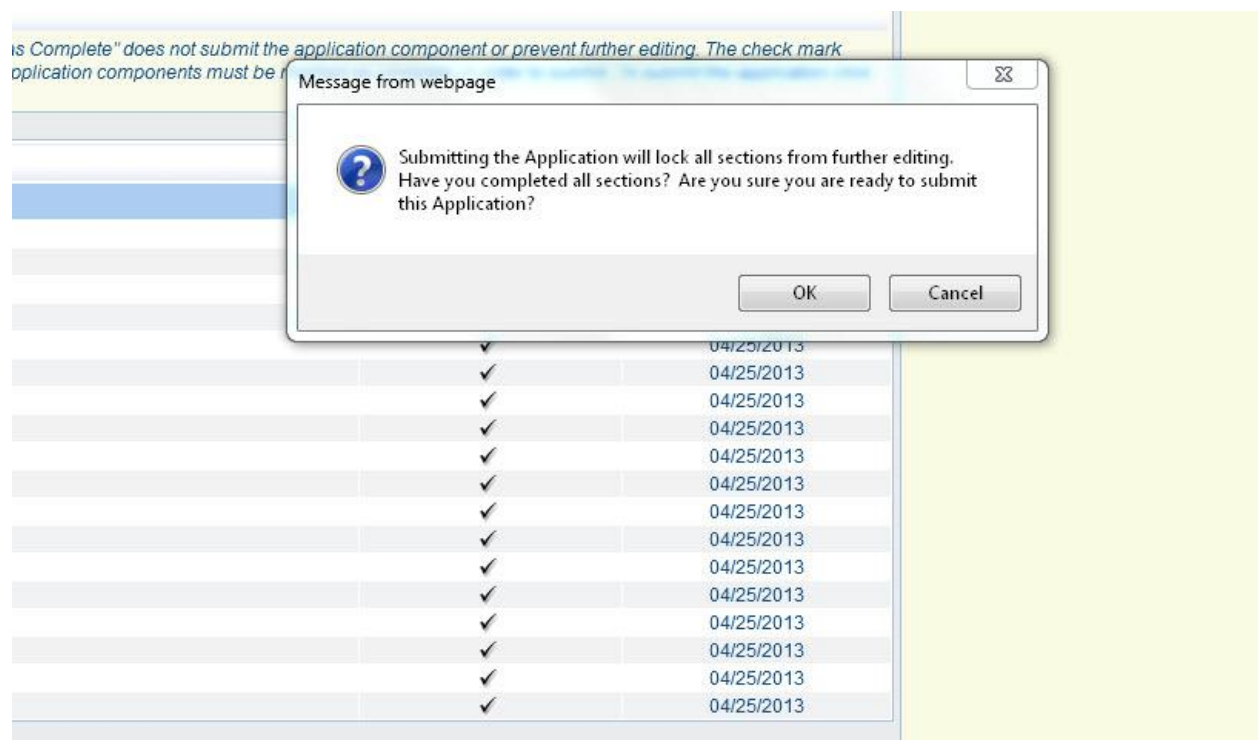 as Complete" does not submit the application component or prevent further editing. The check mark
pplication components must be
Message from webpage
Submitting the Application will lock all sections from further editing.
Have you completed all sections? Are you sure you are ready to submit
this Application?
OK Cancel
✓ 04/25/2013
✓ 04/25/2013
✓ 04/25/2013
✓ 04/25/2013
✓ 04/25/2013
✓ 04/25/2013
✓ 04/25/2013
✓ 04/25/2013
✓ 04/25/2013
✓ 04/25/2013
✓ 04/25/2013
✓ 04/25/2013
✓ 04/25/2013
✓ 04/25/2013